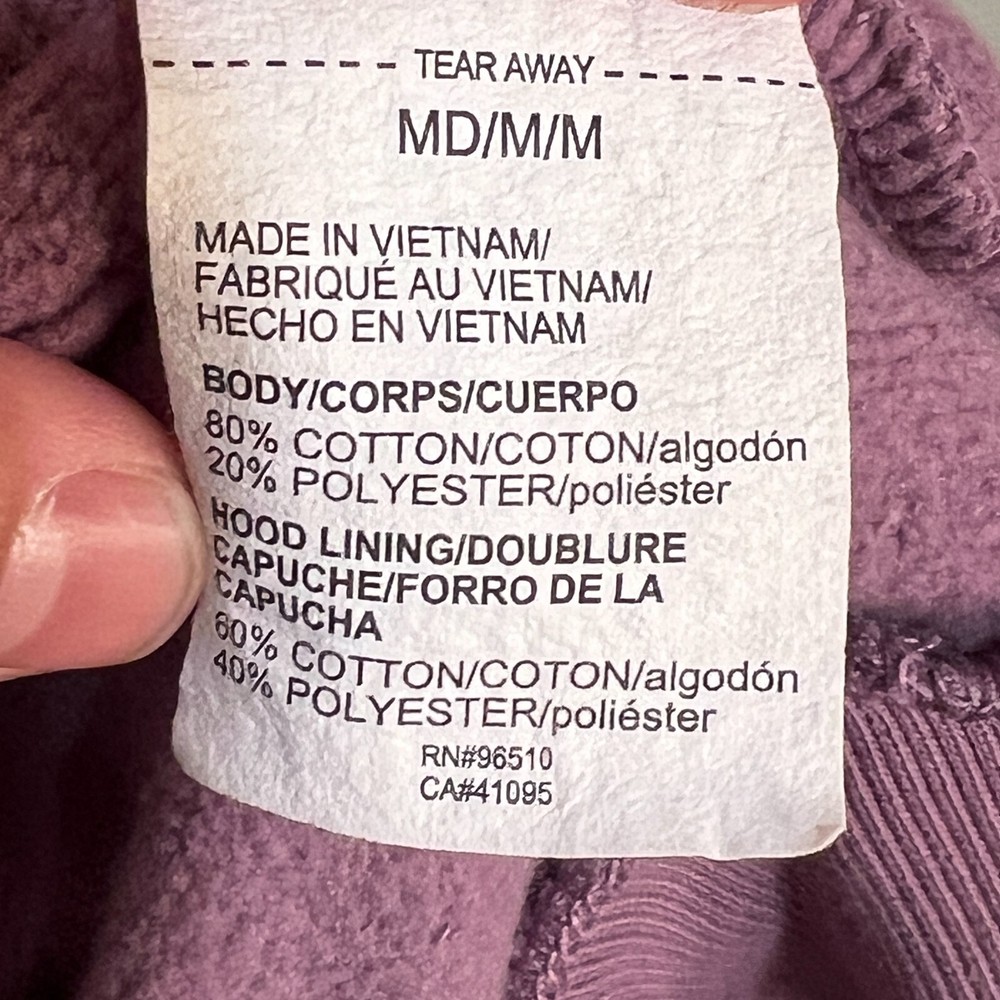 TEAR AWAY
MD/M/M
MADE IN VIETNAM/
FABRIQUÉ AU VIETNAM/
HECHO EN VIETNAM
BODY/CORPS/CUERPO
80% COTTON/COTON/algodón
20% POLYESTER/poliéster
HOOD LINING/DOUBLURE
CAPUCHE/FORRO DE LA
CAPUCHA
60% COTTON/COTON/algodón
40% POLYESTER/poliéster
RN#96510
CA#41095